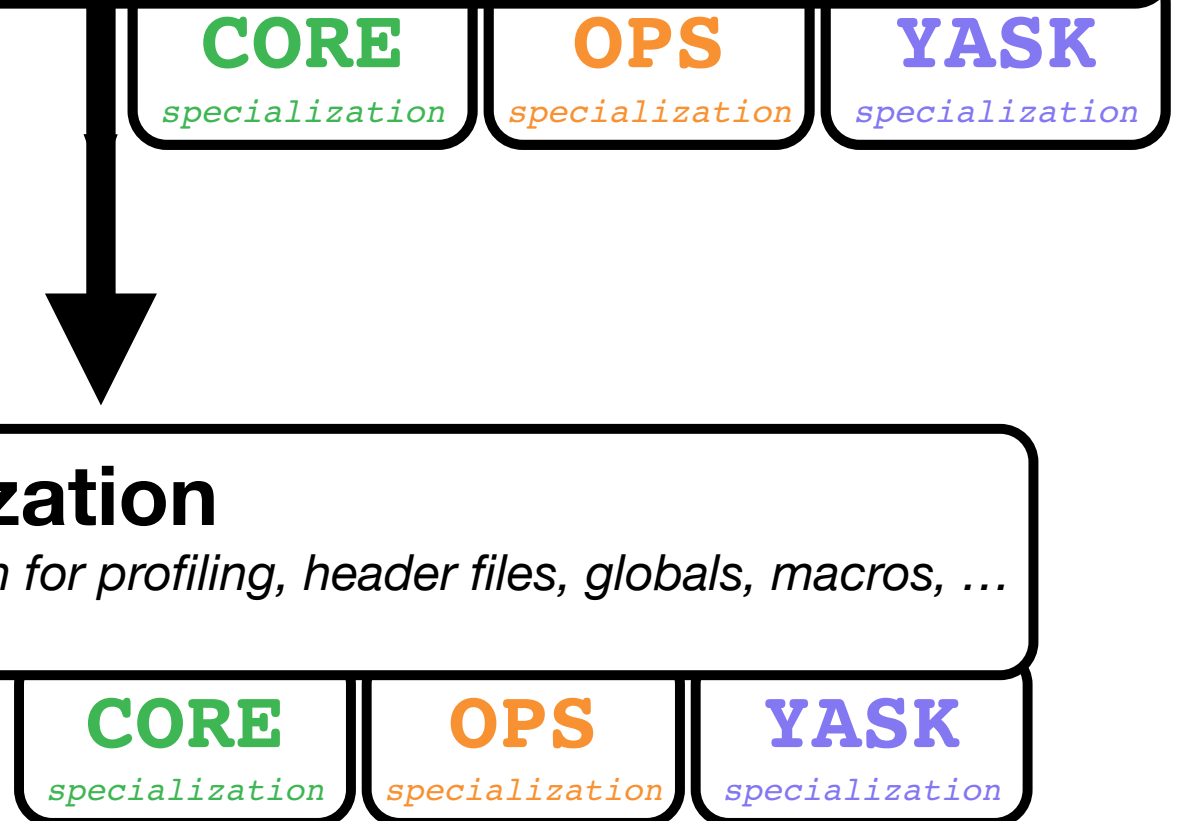 CORE OPS YASK
specialization specialization specialization
zation
for profiling, header files, globals, macros, …
CORE OPS YASK
specialization specialization specialization